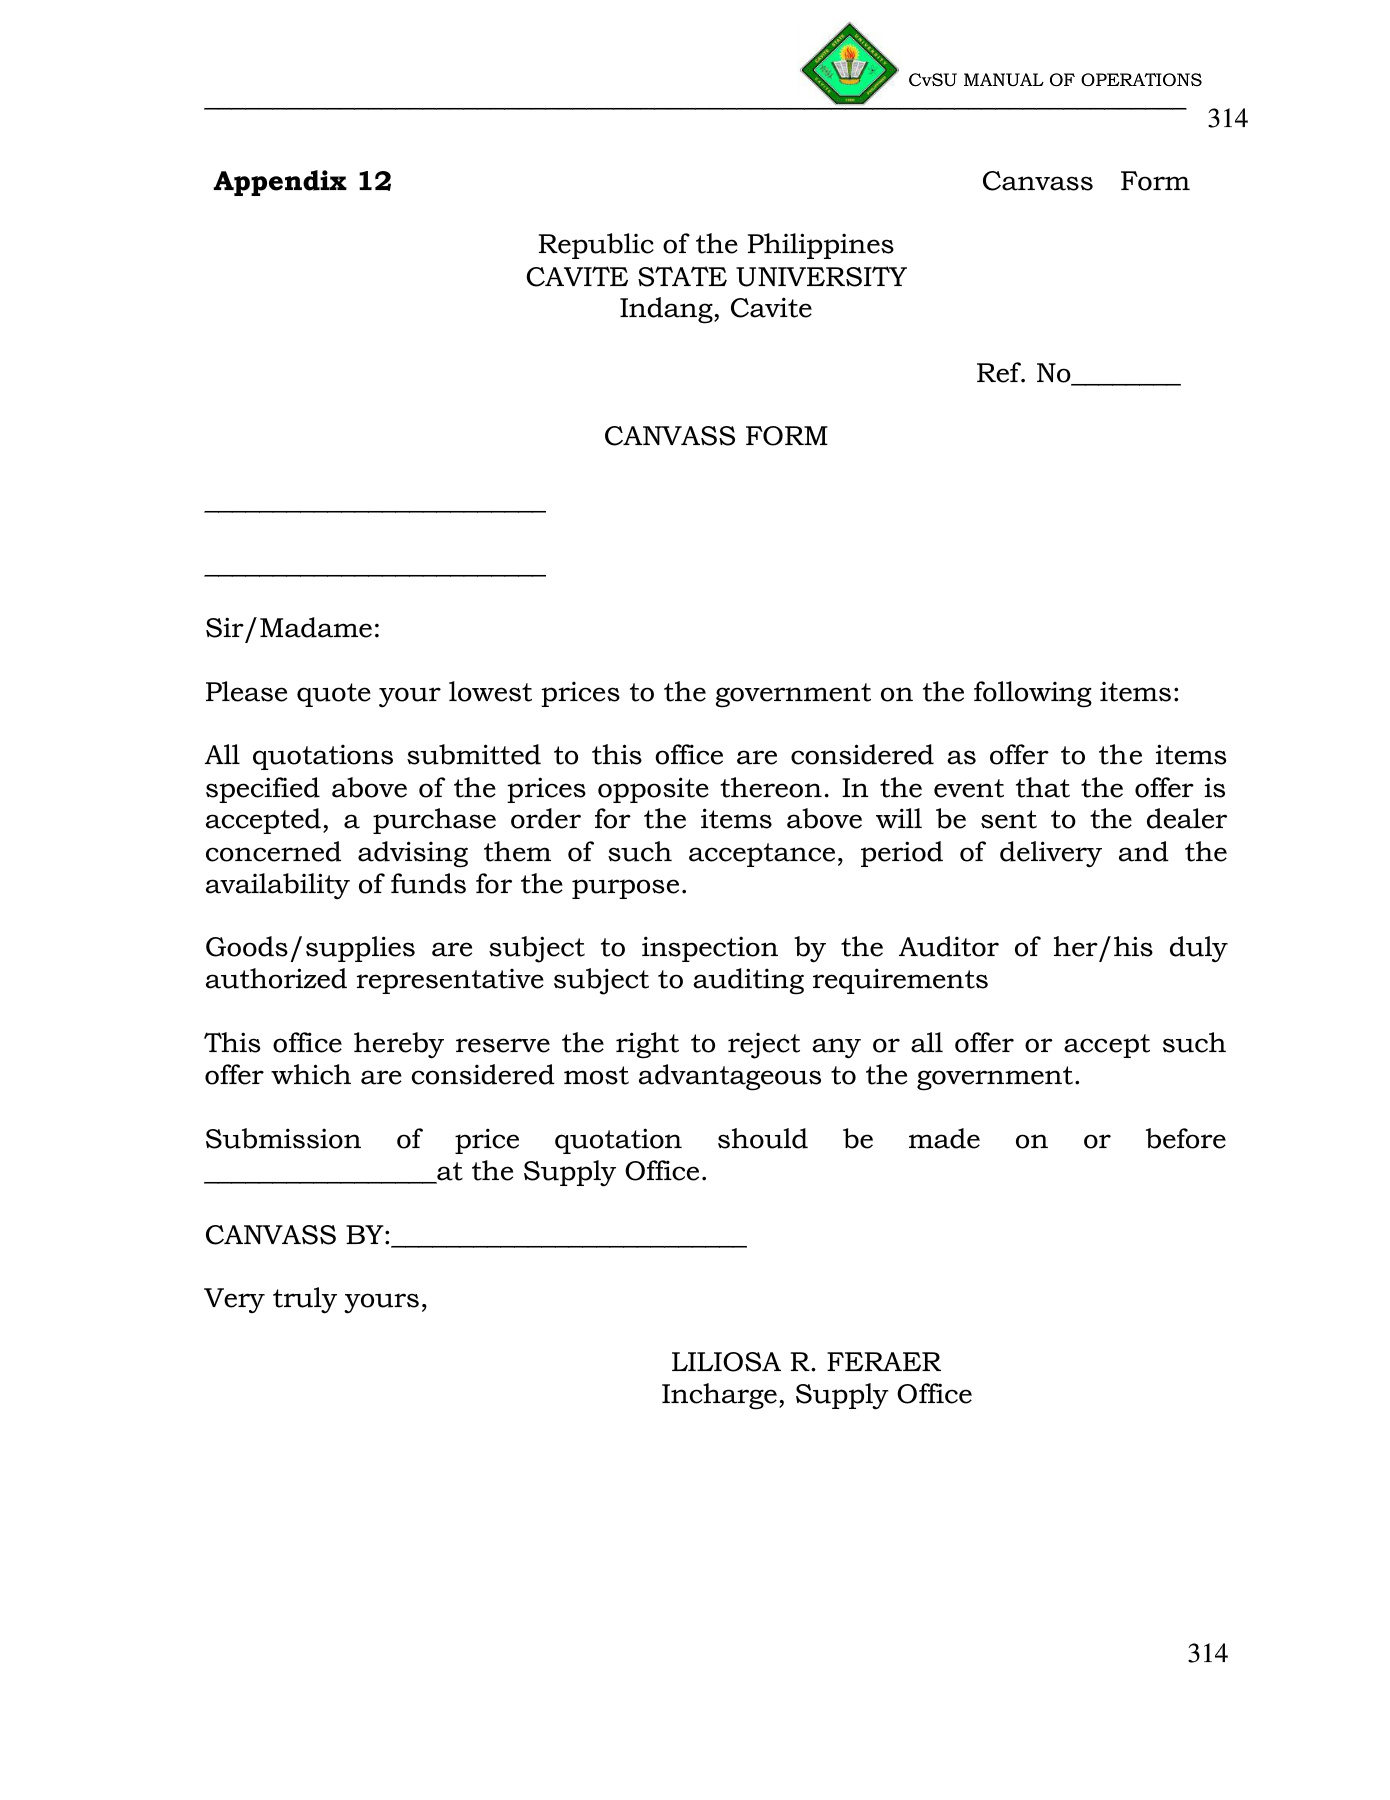 CvSU MANUAL OF OPERATIONS
314
Appendix 12 Canvass Form
Republic of the Philippines
CAVITE STATE UNIVERSITY
Indang, Cavite
Ref. No________
CANVASS FORM
_________________________
_________________________
Sir/Madame:
Please quote your lowest prices to the government on the following items:
All quotations submitted to this office are considered as offer to the items
specified above of the prices opposite thereon. In the event that the offer is
accepted, a purchase order for the items above will be sent to the dealer
concerned advising them of such acceptance, period of delivery and the
availability of funds for the purpose.
Goods/supplies are subject to inspection by the Auditor of her/his duly
authorized representative subject to auditing requirements
This office hereby reserve the right to reject any or all offer or accept such
offer which are considered most advantageous to the government.
Submission of price quotation should be made on or before
_________________at the Supply Office.
CANVASS BY:__________________________
Very truly yours,
LILIOSA R. FERAER
Incharge, Supply Office
314